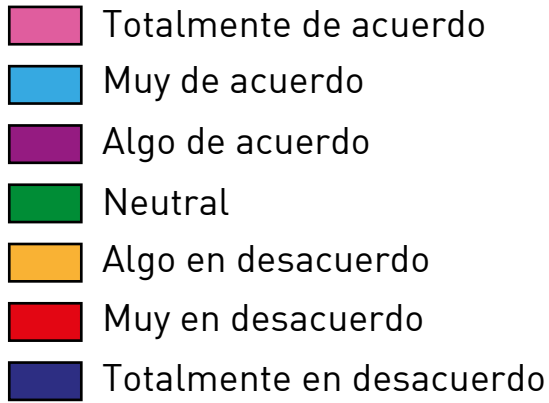 Totalmente de acuerdo
Muy de acuerdo
Algo de acuerdo
Neutral
Algo en desacuerdo
Muy en desacuerdo
Totalmente en desacuerdo